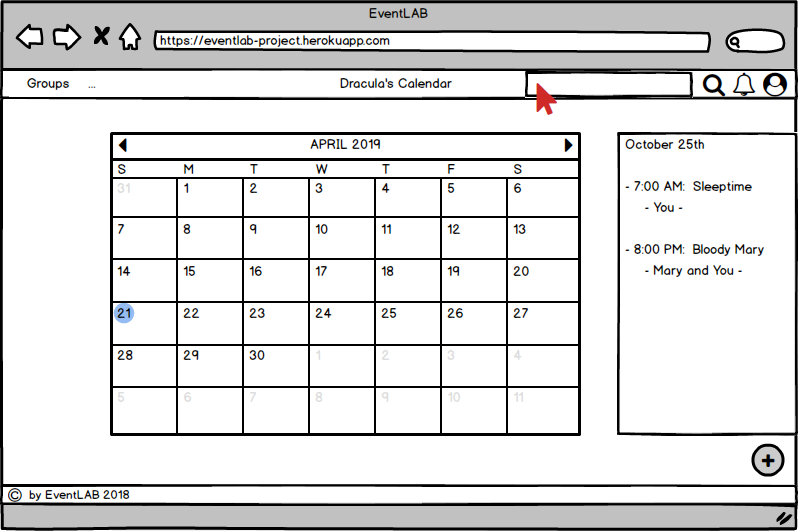 EventLAB
https://eventlab-project.herokuapp.com
Groups ... Dracula's Calendar
APRIL 2019
S M T W T F S
31 1 2 3 4 5 6
7 8 9 10 11 12 13
14 15 16 17 18 19 20
21 22 23 24 25 26 27
28 29 30 1 2 3 4
5 6 7 8 9 10 11
October 25th
- 7:00 AM: Sleeptime
- You -
- 8:00 PM: Bloody Mary
- Mary and You -
© by EventLAB 2018